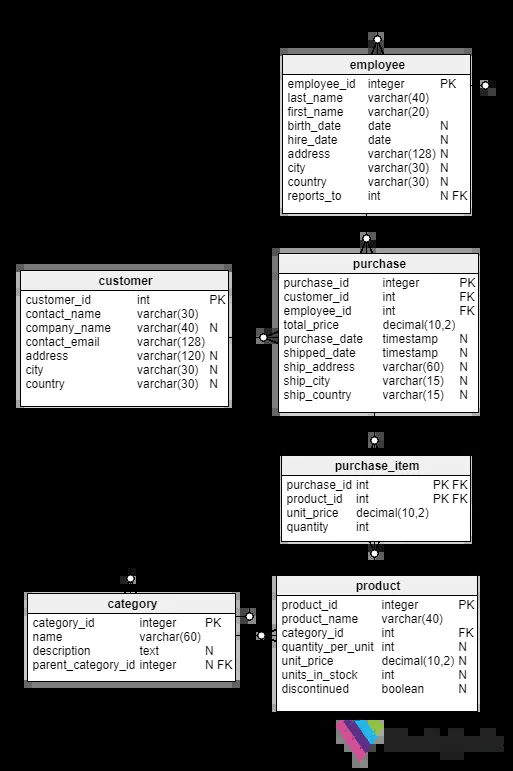 employee
employee_id integer PK
last_name varchar(40)
first_name varchar(20)
birth_date date N
hire_date date N
address varchar(128) N
city varchar(30) N
country varchar(30) N
reports_to int N FK
purchase
purchase_id integer PK
customer_id int FK
employee_id int FK
total_price decimal(10,2)
purchase_date timestamp N
shipped_date timestamp N
ship_address varchar(60) N
ship_city varchar(15) N
ship_country varchar(15) N
customer
customer_id int PK
contact_name varchar(30)
company_name varchar(40) N
contact_email varchar(128)
address varchar(120) N
city varchar(30) N
country varchar(30) N
purchase_item
purchase_id int PK FK
product_id int PK FK
unit_price decimal(10,2)
quantity int
category
category_id integer PK
name varchar(60)
description text N
parent_category_id integer N FK
product
product_id integer PK
product_name varchar(40)
category_id int FK
quantity_per_unit int N
unit_price decimal(10,2) N
units_in_stock int N
discontinued boolean N